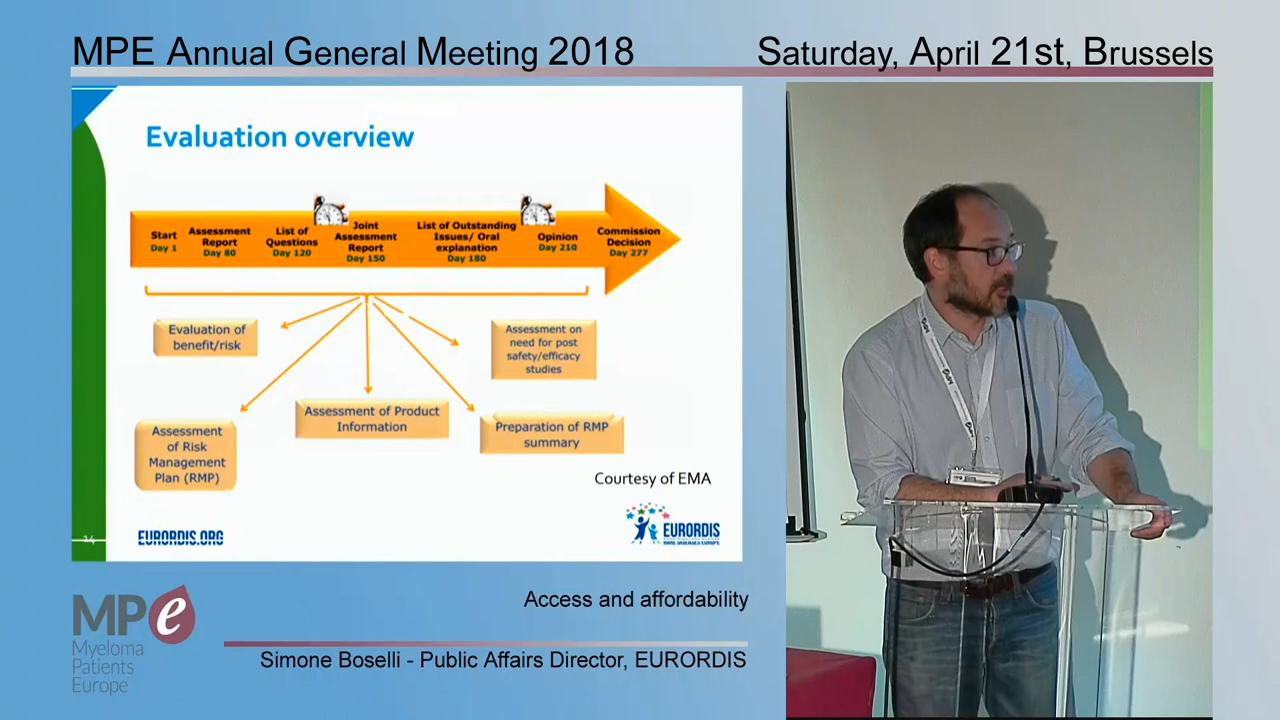 MPE Annual General Meeting 2018
Saturday, April 21st, Brussels
Evaluation overview
Start
Day 1
Assessment
Report
Day 80
List of
Questions
Day 120
Joint
Assessment
Report
Day 150
List of Outstanding
Issues/ Oral
explanation
Day 180
Opinion
Day 210
Commission
Decision
Day 277
Evaluation of
benefit/risk
Assessment on
need for post
safety/efficacy
studies
Assessment
of Risk
Management
Plan (RMP)
Assessment of Product
Information
Preparation of RMP
summary
Courtesy of EMA
14
EURORDIS.ORG
EURORDIS
RARE DISEASES EUROPE
MPe
Myeloma
Patients
Europe
Access and affordability
Simone Boselli - Public Affairs Director, EURORDIS